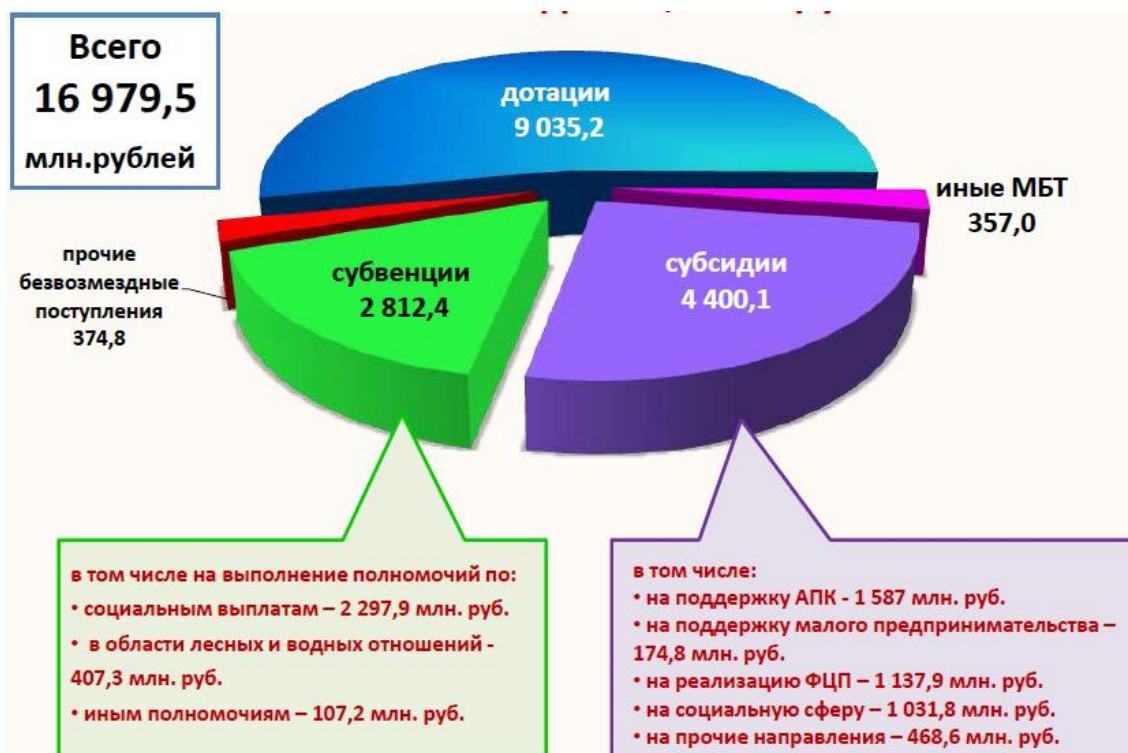 Всего
16 979,5
млн.рублей
дотации
9 035,2
иные МБТ
357,0
прочие
безвозмездные
поступления
374,8
субвенции
2 812,4
субсидии
4 400,1
в том числе на выполнение полномочий по:
• социальным выплатам – 2 297,9 млн. руб.
• в области лесных и водных отношений -
407,3 млн. руб.
• иным полномочиям – 107,2 млн. руб.
в том числе:
• на поддержку АПК - 1 587 млн. руб.
• на поддержку малого предпринимательства –
174,8 млн. руб.
• на реализацию ФЦП – 1 137,9 млн. руб.
• на социальную сферу – 1 031,8 млн. руб.
• на прочие направления – 468,6 млн. руб.